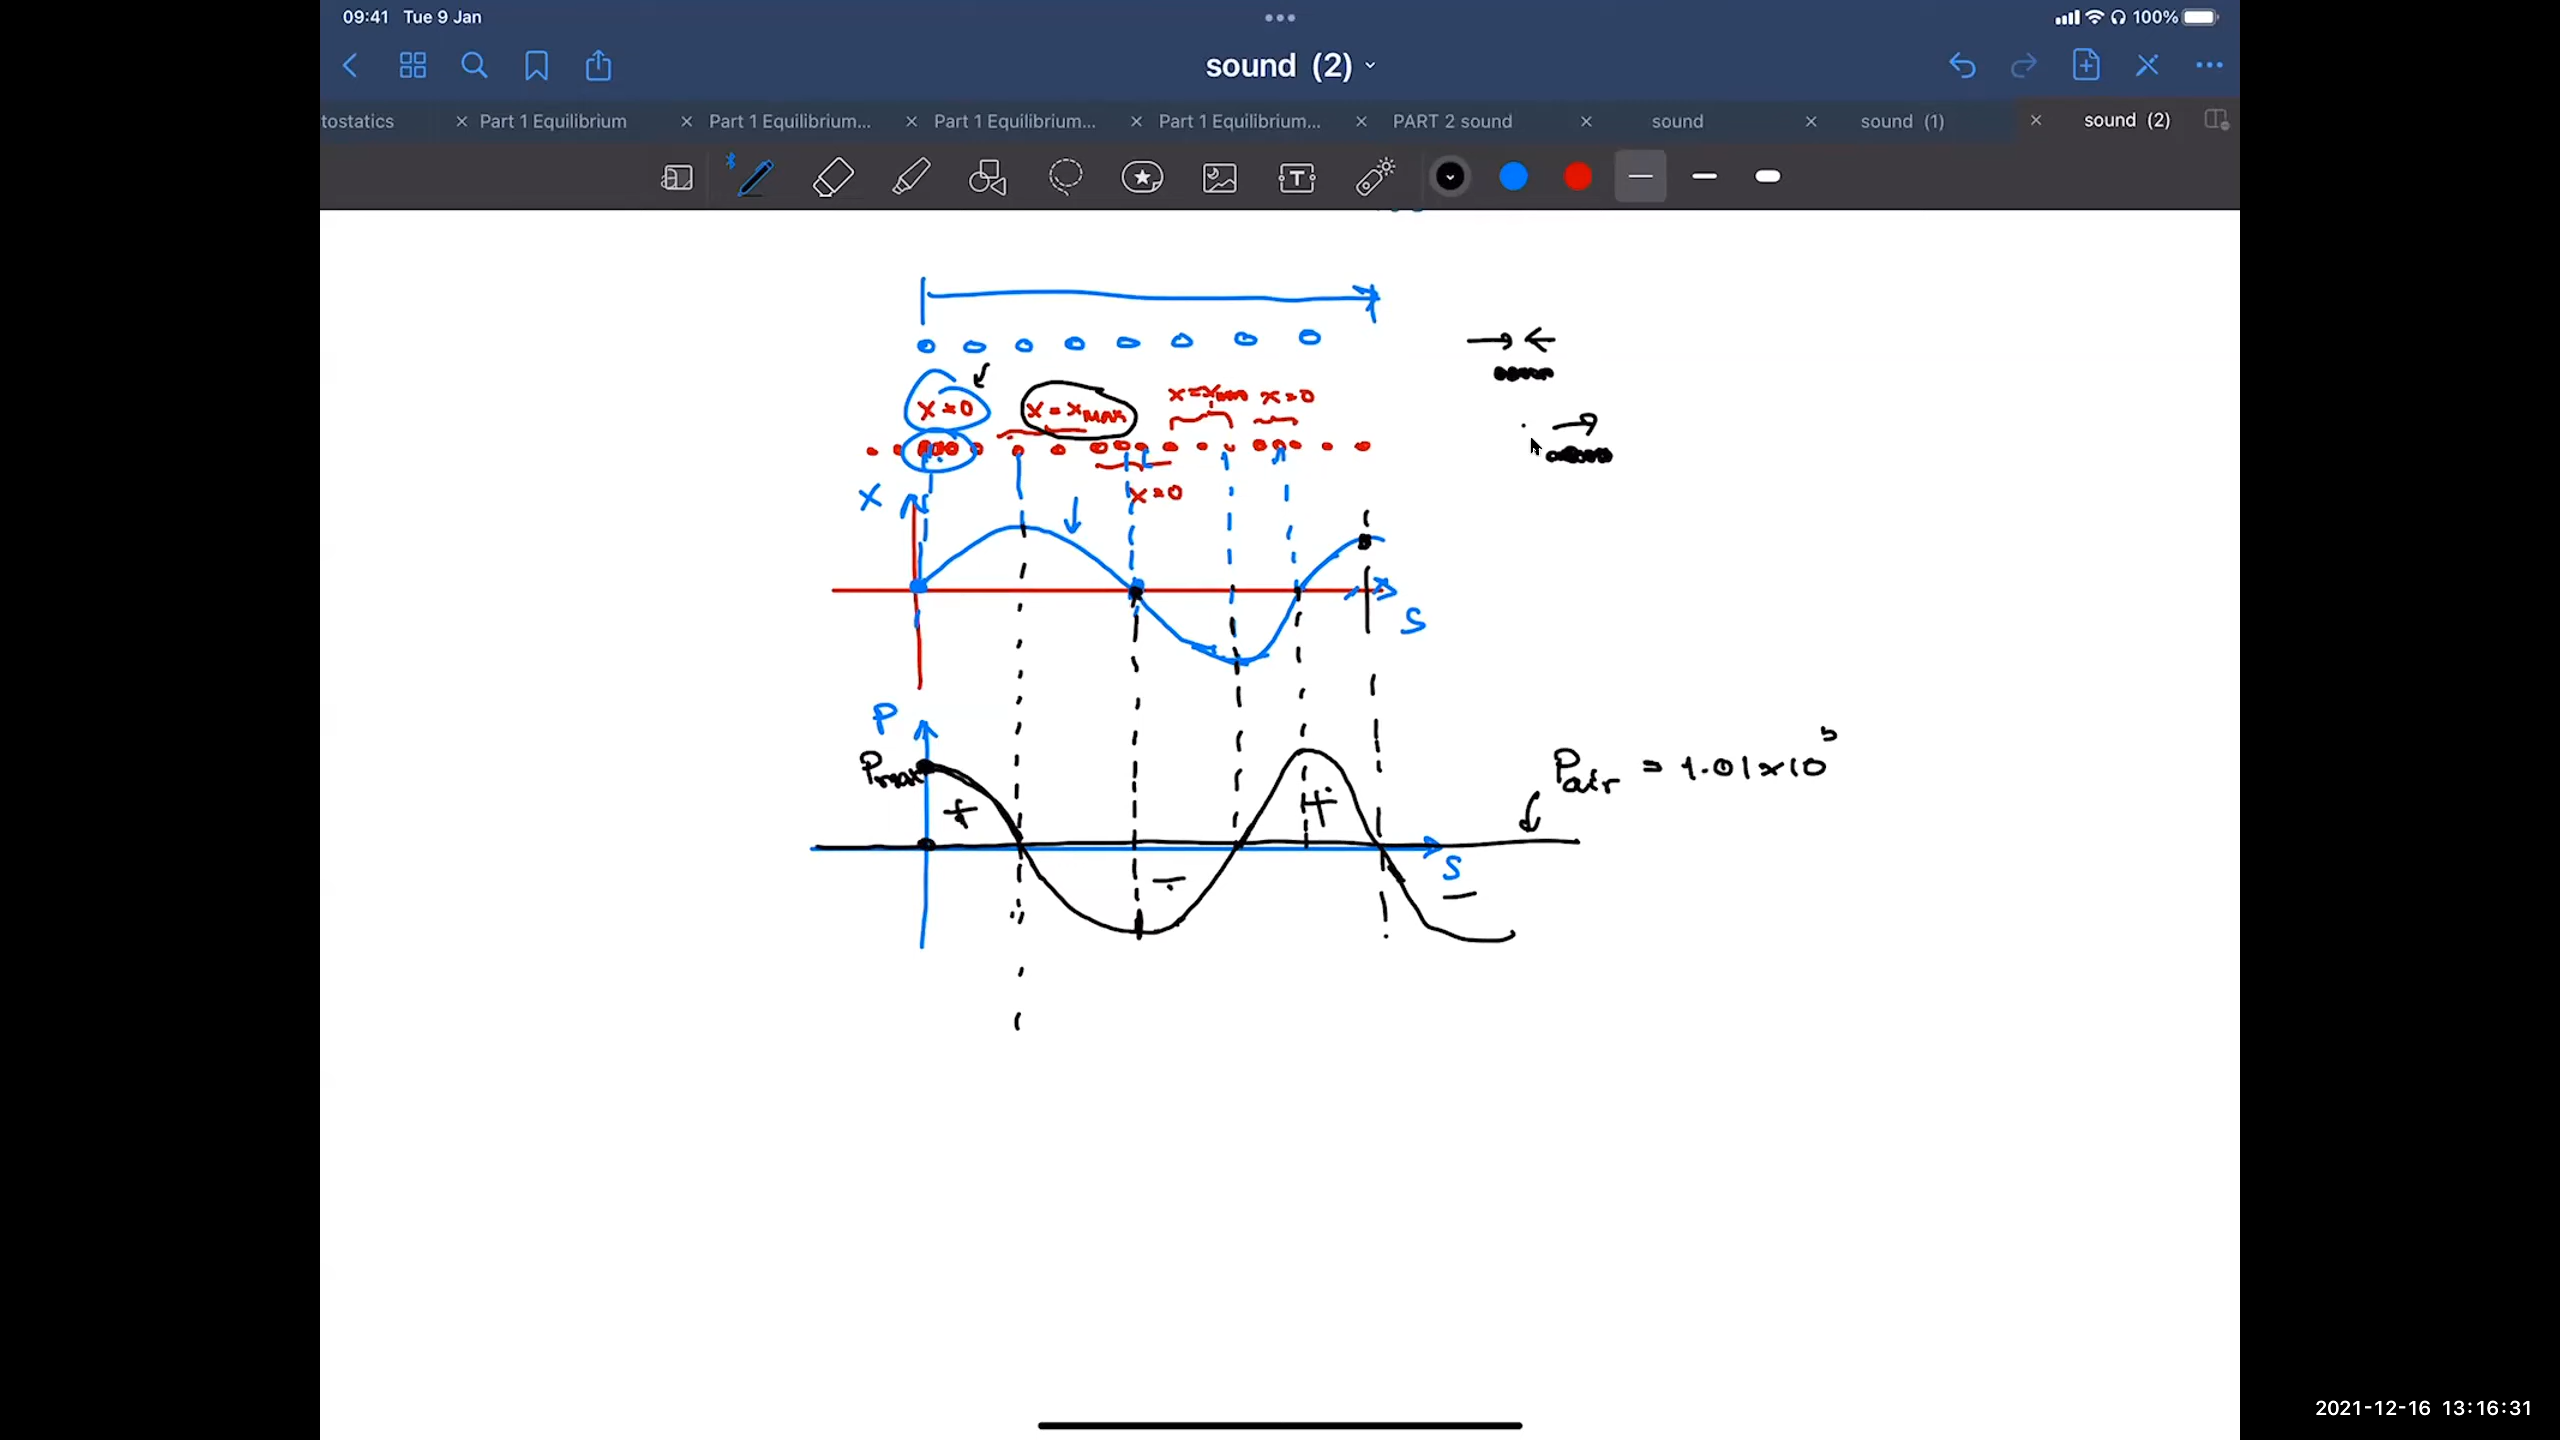 09:41 Tue 9 Jan
100%
sound (2)
tostatics
Part 1 Equilibrium
Part 1 Equilibrium...
Part 1 Equilibrium...
Part 1 Equilibrium...
PART 2 sound
sound
sound (1)
sound (2)
x=0
x = xMAX
x=0
x=0
X
S
P
Pmax
+
+
Pair = 1.01×10⁵
S
-
-
2021-12-16 13:16:31